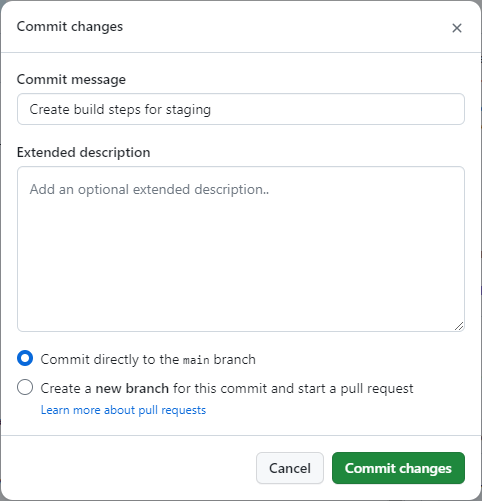 Commit changes
Commit message
Create build steps for staging
Extended description
Add an optional extended description..
Commit directly to the main branch
Create a new branch for this commit and start a pull request
Learn more about pull requests
Cancel
Commit changes